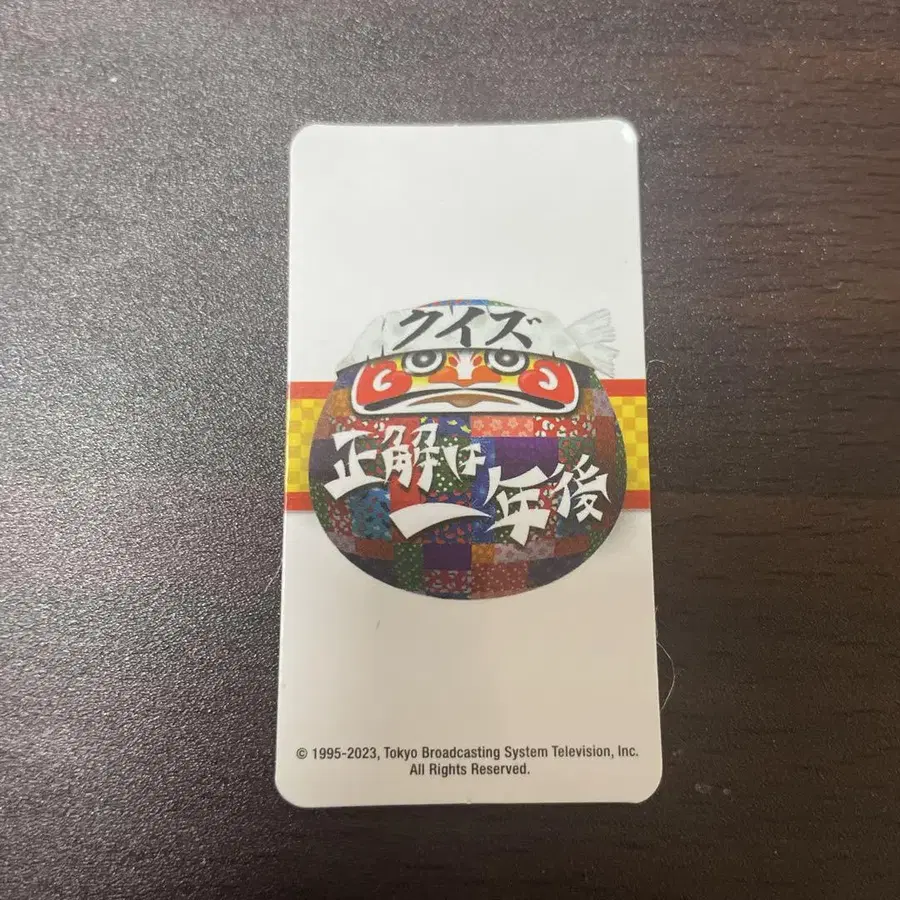 クイズ
正解は
一年後
© 1995-2023, Tokyo Broadcasting System Television, Inc.
All Rights Reserved.